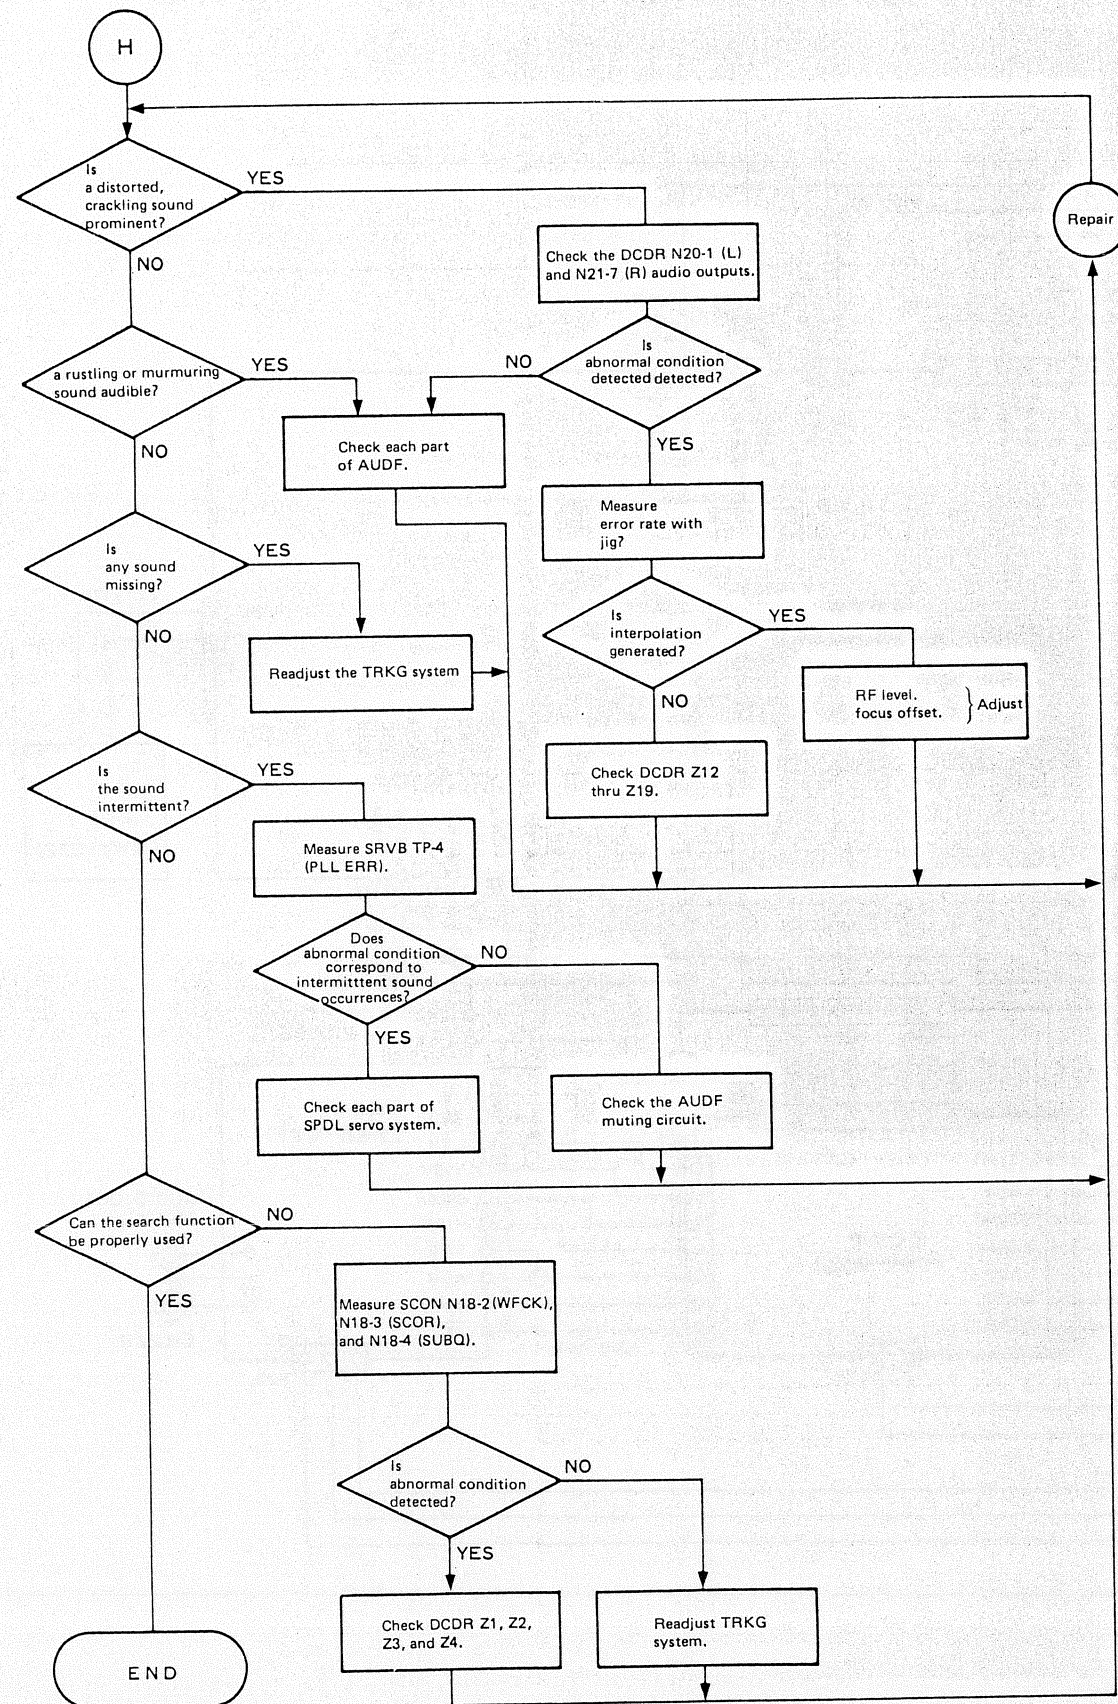 H
Is
a distorted,
crackling sound
prominent?
YES
NO
Repair
Check the DCDR N20-1 (L)
and N21-7 (R) audio outputs.
Is
abnormal condition
detected detected?
NO
YES
a rustling or murmuring
sound audible?
YES
NO
Check each part
of AUDF.
Measure
error rate with
jig?
Is
any sound
missing?
YES
NO
Is
interpolation
generated?
YES
NO
Readjust the TRKG system
RF level.
focus offset. } Adjust
Check DCDR Z12
thru Z19.
Is
the sound
intermittent?
YES
NO
Measure SRVB TP-4
(PLL ERR).
Does
abnormal condition
correspond to
intermitttent sound
occurrences?
NO
YES
Check each part of
SPDL servo system.
Check the AUDF
muting circuit.
Can the search function
be properly used?
NO
YES
Measure SCON N18-2 (WFCK),
N18-3 (SCOR),
and N18-4 (SUBQ).
Is
abnormal condition
detected?
NO
YES
Check DCDR Z1, Z2,
Z3, and Z4.
Readjust TRKG
system.
END